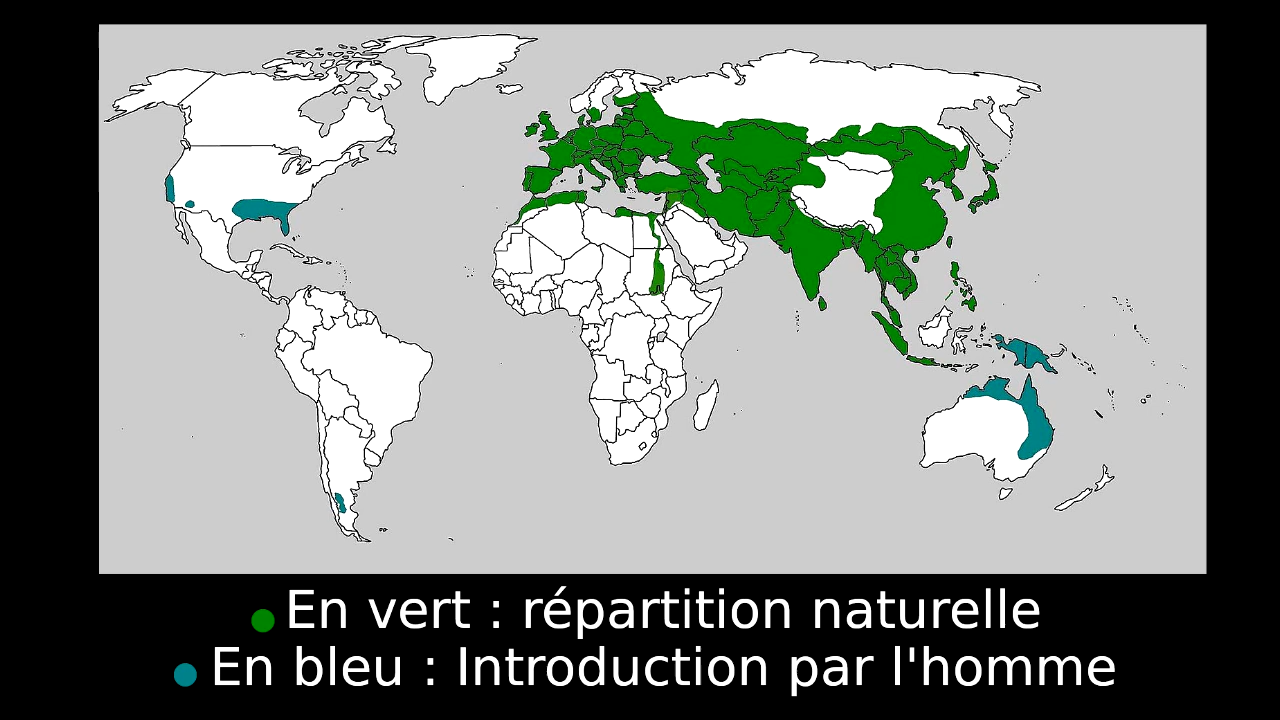 En vert : répartition naturelle
En bleu : Introduction par l'homme